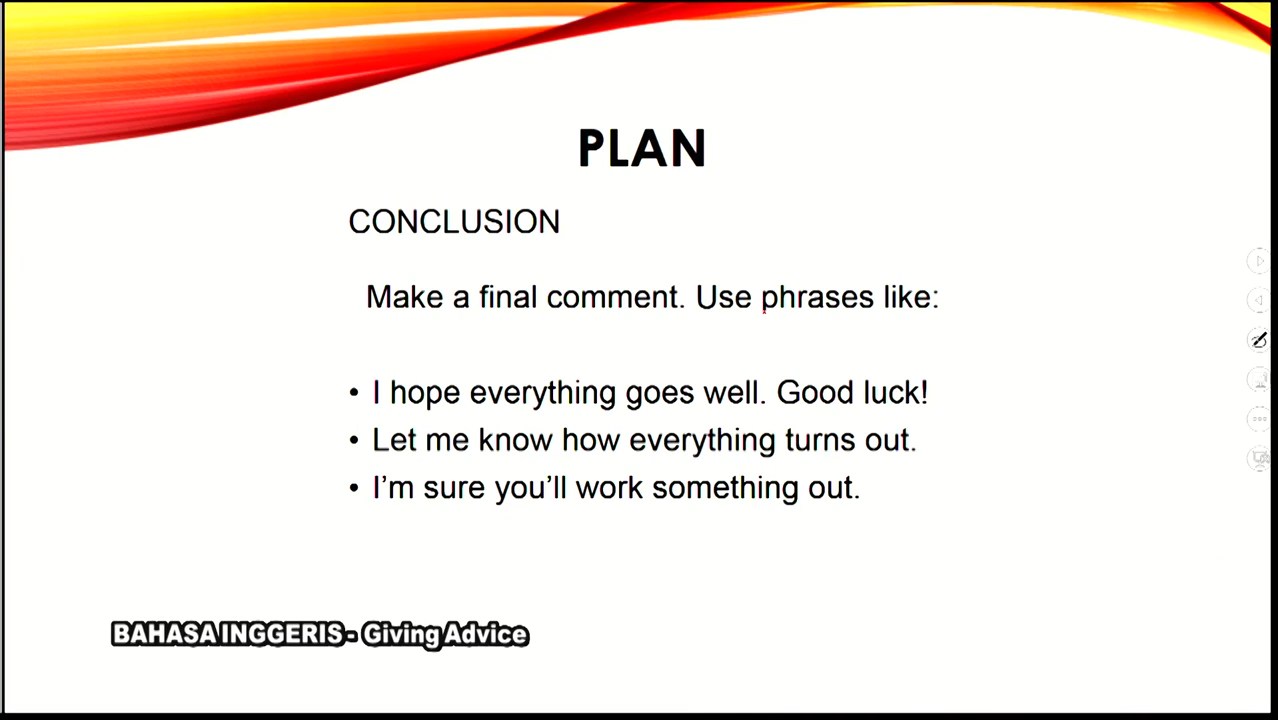 PLAN
CONCLUSION
Make a final comment. Use phrases like:
• I hope everything goes well. Good luck!
• Let me know how everything turns out.
• I'm sure you'll work something out.
BAHASA INGGERIS - Giving Advice